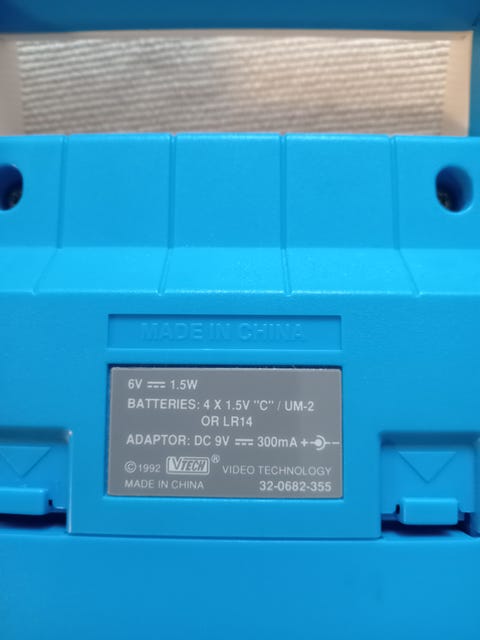 MADE IN CHINA
6V ⎓ 1.5W
BATTERIES: 4 X 1.5V "C" / UM-2
OR LR14
ADAPTOR: DC 9V ⎓ 300mA + -
© 1992 VTECH ® VIDEO TECHNOLOGY
MADE IN CHINA 32-0682-355